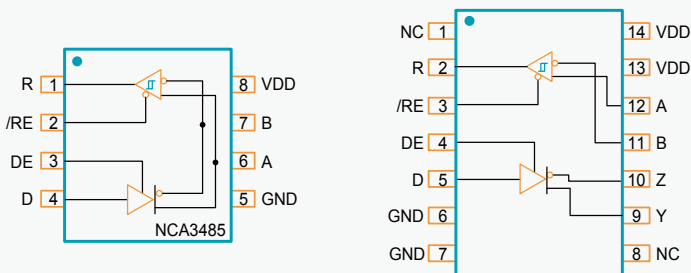 R 1 8 VDD
/RE 2 7 B
DE 3 6 A
D 4 5 GND
NCA3485
NC 1 14 VDD
R 2 13 VDD
/RE 3 12 A
DE 4 11 B
D 5 10 Z
GND 6 9 Y
GND 7 8 NC